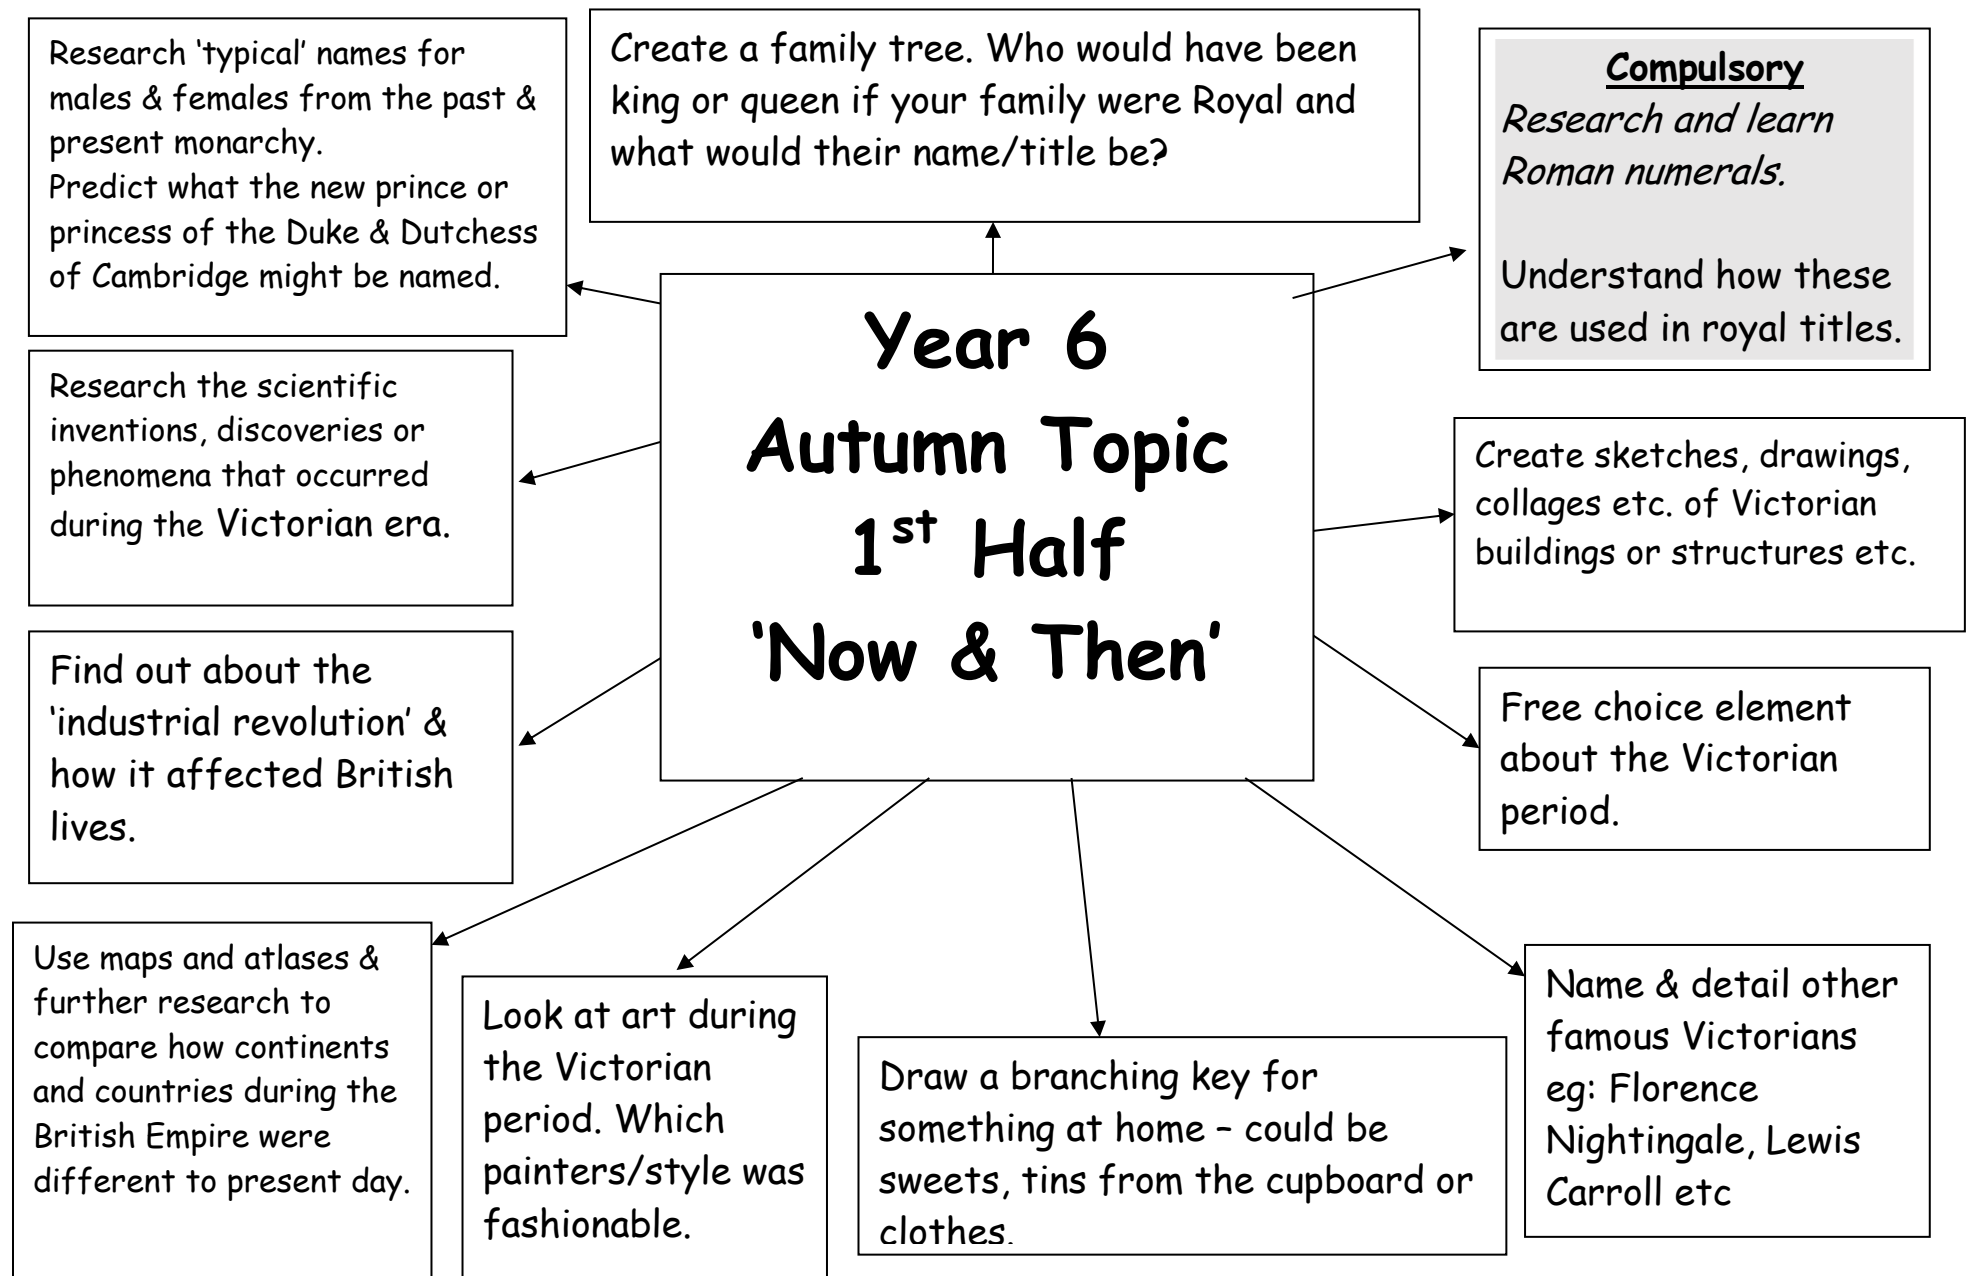 Research ‘typical’ names for
males & females from the past &
present monarchy.
Predict what the new prince or
princess of the Duke & Dutchess
of Cambridge might be named.
Create a family tree. Who would have been
king or queen if your family were Royal and
what would their name/title be?
Compulsory
Research and learn
Roman numerals.
Understand how these
are used in royal titles.
Year 6
Autumn Topic
1st Half
‘Now & Then’
Research the scientific
inventions, discoveries or
phenomena that occurred
during the Victorian era.
Create sketches, drawings,
collages etc. of Victorian
buildings or structures etc.
Find out about the
‘industrial revolution’ &
how it affected British
lives.
Free choice element
about the Victorian
period.
Use maps and atlases &
further research to
compare how continents
and countries during the
British Empire were
different to present day.
Look at art during
the Victorian
period. Which
painters/style was
fashionable.
Draw a branching key for
something at home – could be
sweets, tins from the cupboard or
clothes.
Name & detail other
famous Victorians
eg: Florence
Nightingale, Lewis
Carroll etc